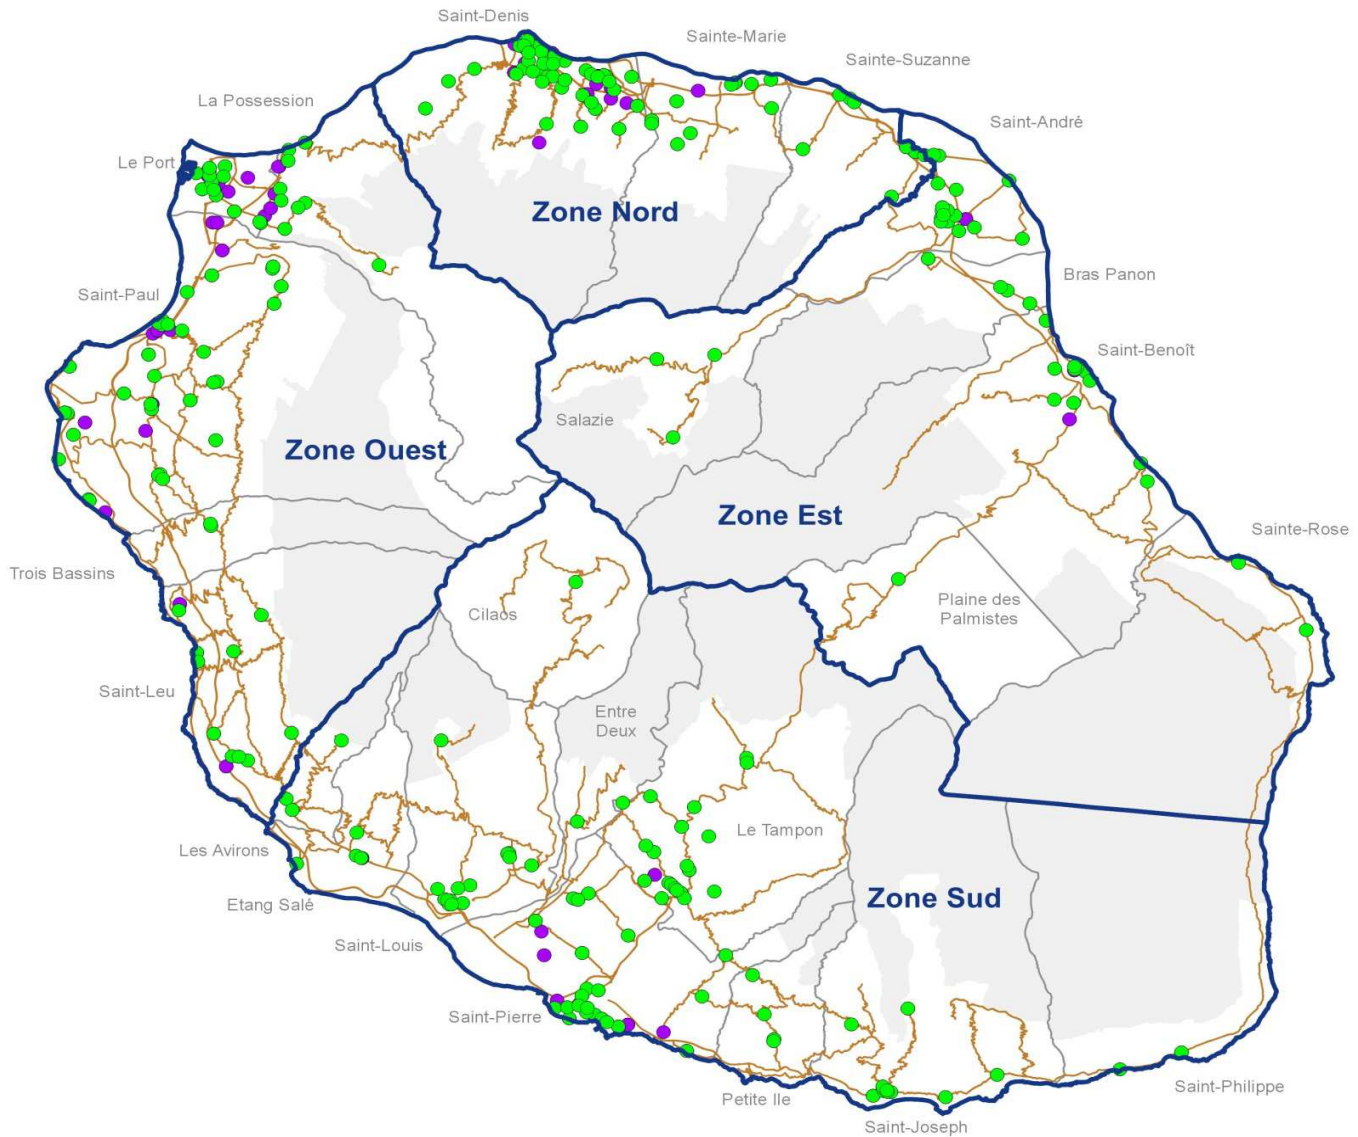 Saint-Denis
Sainte-Marie
Sainte-Suzanne
La Possession
Saint-André
Le Port
Zone Nord
Bras Panon
Saint-Paul
Saint-Benoît
Salazie
Zone Ouest
Zone Est
Sainte-Rose
Trois Bassins
Cilaos
Plaine des
Palmistes
Saint-Leu
Entre
Deux
Le Tampon
Les Avirons
Zone Sud
Etang Salé
Saint-Louis
Saint-Pierre
Saint-Philippe
Petite Ile
Saint-Joseph